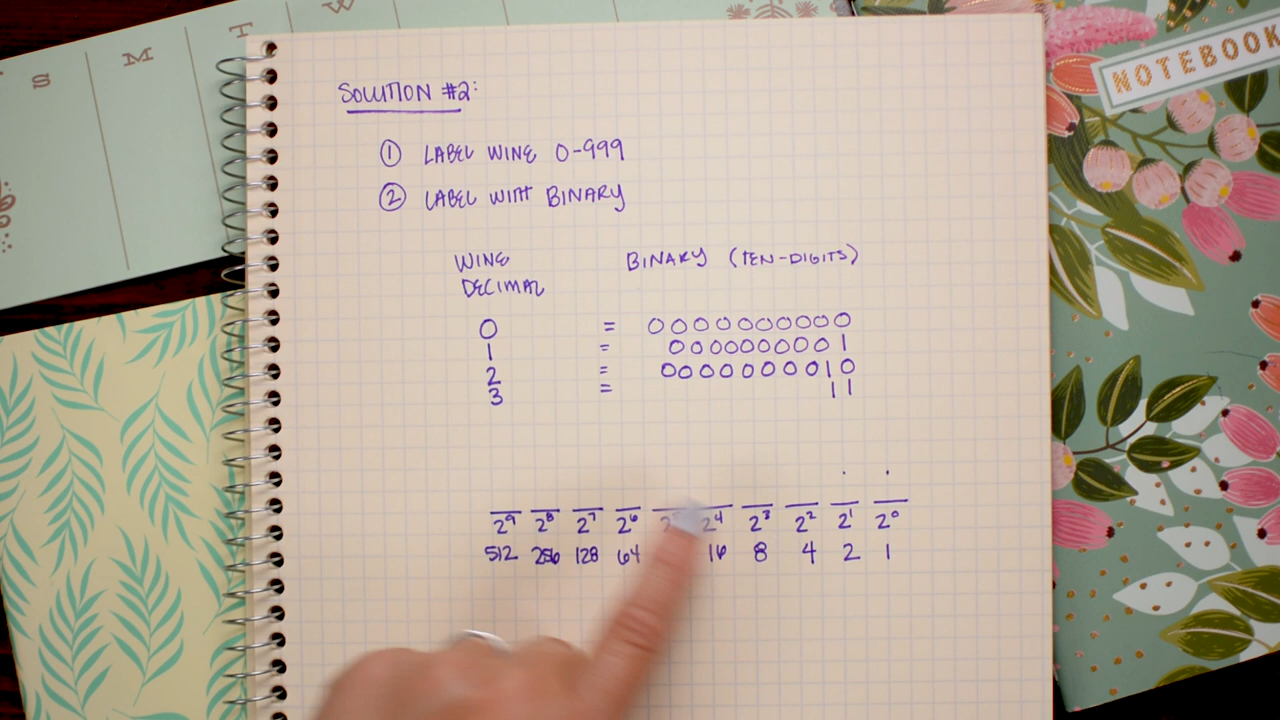 S M T W
NOTEBOOK
SOLUTION #2:
① LABEL WINE 0-999
② LABEL WITH BINARY
WINE BINARY (TEN-DIGITS)
DECIMAL
0 = 0000000000
1 = 0000000001
2 = 0000000010
3 = 11
2⁹ 2⁸ 2⁷ 2⁶ 2⁴ 2³ 2² 2¹ 2⁰
512 256 128 64 16 8 4 2 1